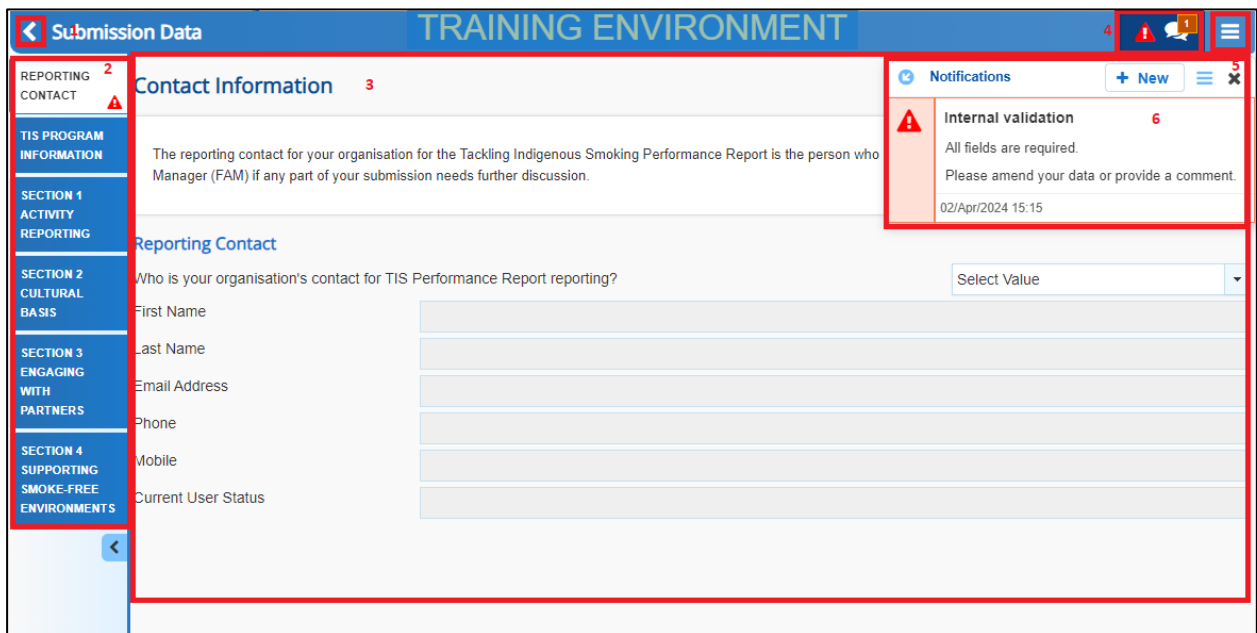 1
Submission Data
TRAINING ENVIRONMENT
4
1
5
REPORTING
CONTACT
2
TIS PROGRAM
INFORMATION
SECTION 1
ACTIVITY
REPORTING
SECTION 2
CULTURAL
BASIS
SECTION 3
ENGAGING
WITH
PARTNERS
SECTION 4
SUPPORTING
SMOKE-FREE
ENVIRONMENTS
Contact Information
3
The reporting contact for your organisation for the Tackling Indigenous Smoking Performance Report is the person who
Manager (FAM) if any part of your submission needs further discussion.
Notifications
+ New
Internal validation
6
All fields are required.
Please amend your data or provide a comment.
02/Apr/2024 15:15
Reporting Contact
Who is your organisation's contact for TIS Performance Report reporting?
Select Value
First Name
Last Name
Email Address
Phone
Mobile
Current User Status